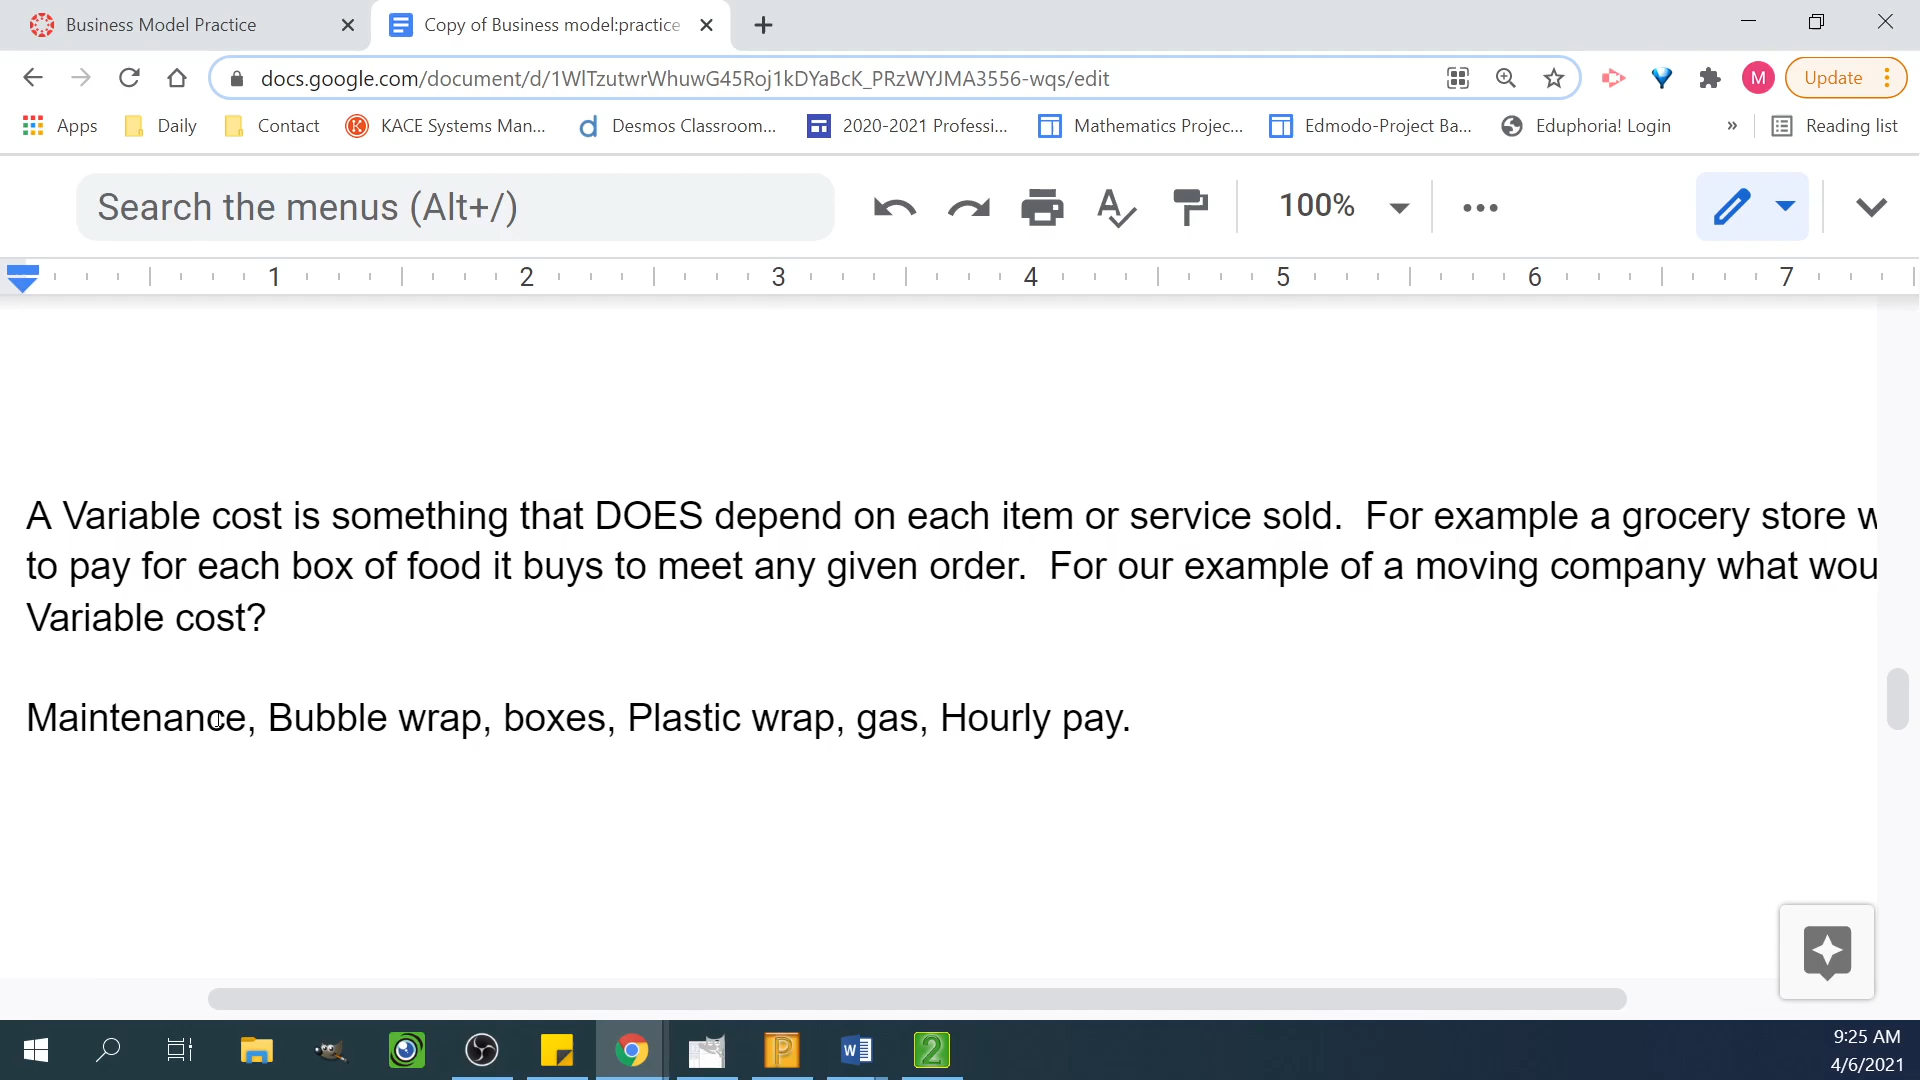 Business Model Practice
Copy of Business model:practice
docs.google.com/document/d/1WlTzutwrWhuwG45Roj1kDYaBcK_PRzWYJMA3556-wqs/edit
M
Update
Apps
Daily
Contact
KACE Systems Man...
Desmos Classroom...
2020-2021 Professi...
Mathematics Projec...
Edmodo-Project Ba...
Eduphoria! Login
»
Reading list
Search the menus (Alt+/)
100%
1 2 3 4 5 6 7
A Variable cost is something that DOES depend on each item or service sold.  For example a grocery store w
to pay for each box of food it buys to meet any given order.  For our example of a moving company what wou
Variable cost?
Maintenance, Bubble wrap, boxes, Plastic wrap, gas, Hourly pay.
9:25 AM
4/6/2021